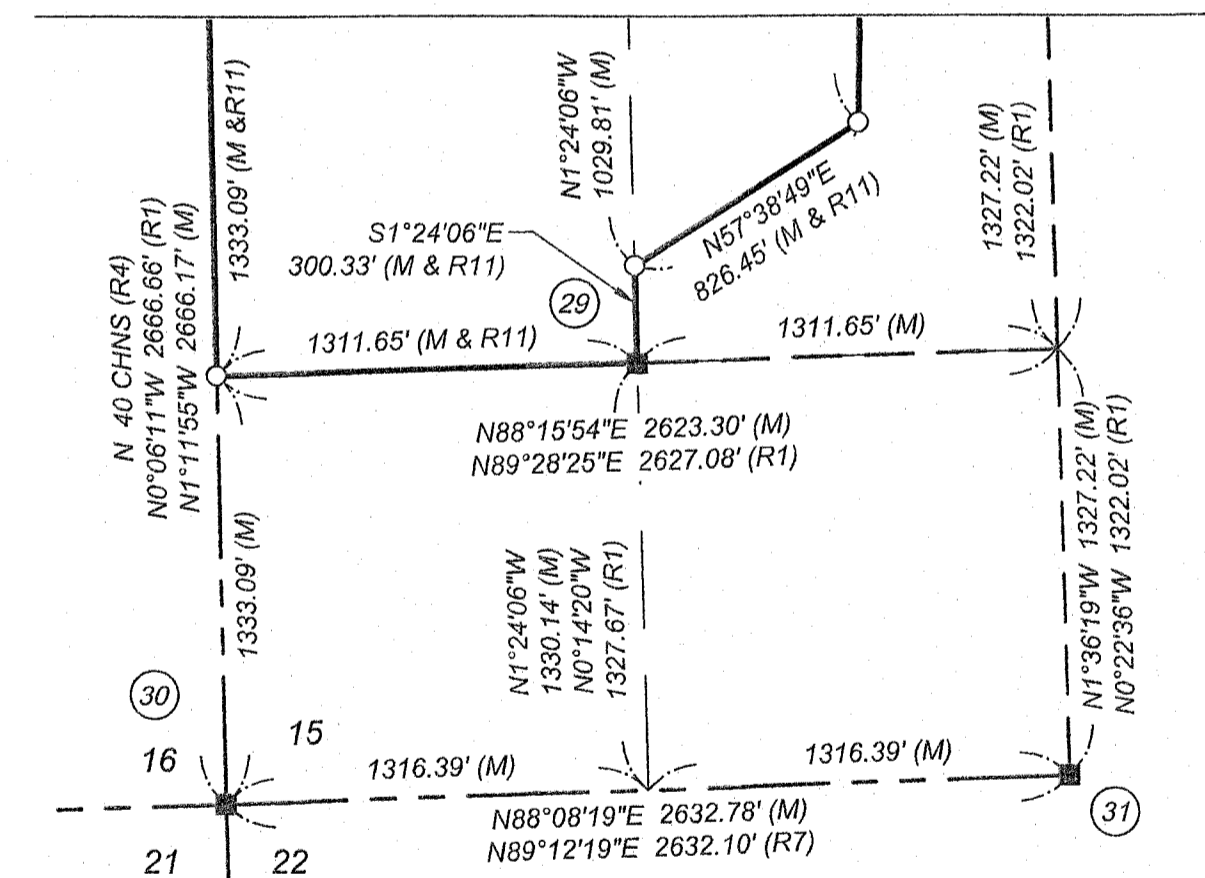 N 40 CHNS (R4)
N0°06'11"W 2666.66' (R1)
N1°11'55"W 2666.17' (M)
1333.09' (M &R11)
N1°24'06"W
1029.81' (M)
S1°24'06"E
300.33' (M & R11)
N57°38'49"E
826.45' (M & R11)
1327.22' (M)
1322.02' (R1)
29
1311.65' (M & R11)
1311.65' (M)
N88°15'54"E 2623.30' (M)
N89°28'25"E 2627.08' (R1)
1333.09' (M)
N1°24'06"W
1330.14' (M)
N0°14'20"W
1327.67' (R1)
N1°36'19"W 1327.22' (M)
N0°22'36"W 1322.02' (R1)
30
16
15
1316.39' (M)
1316.39' (M)
N88°08'19"E 2632.78' (M)
N89°12'19"E 2632.10' (R7)
31
21
22